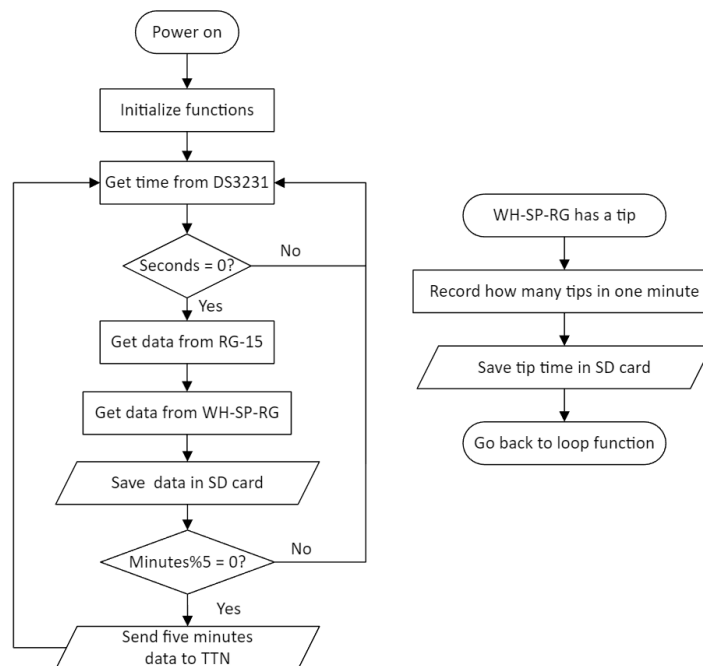 Power on
Initialize functions
Get time from DS3231
Seconds = 0?
No
Yes
Get data from RG-15
Get data from WH-SP-RG
Save data in SD card
Minutes%5 = 0?
No
Yes
Send five minutes
data to TTN
WH-SP-RG has a tip
Record how many tips in one minute
Save tip time in SD card
Go back to loop function